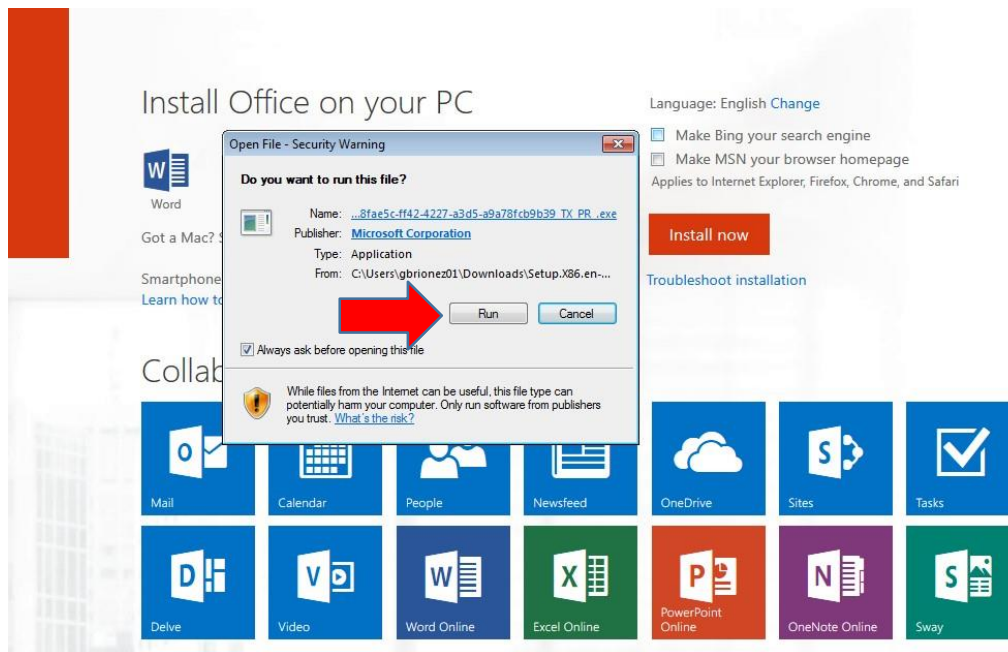 Install Office on your PC
Language: English Change
Make Bing your search engine
Make MSN your browser homepage
Applies to Internet Explorer, Firefox, Chrome, and Safari
Install now
Troubleshoot installation
W
Word
Got a Mac?
Smartphone
Learn how to
Open File - Security Warning
Do you want to run this file?
Name: ...8fae5c-ff42-4227-a3d5-a9a78fcb9b39_TX_PR_.exe
Publisher: Microsoft Corporation
Type: Application
From: C:\Users\gbrionez01\Downloads\Setup.X86.en-...
Run Cancel
Always ask before opening this file
While files from the Internet can be useful, this file type can
potentially harm your computer. Only run software from publishers
you trust. What's the risk?
Collab
O
S
Mail Calendar People Newsfeed OneDrive Sites Tasks
D V W X P N S
Delve Video Word Online Excel Online PowerPoint
Online OneNote Online Sway